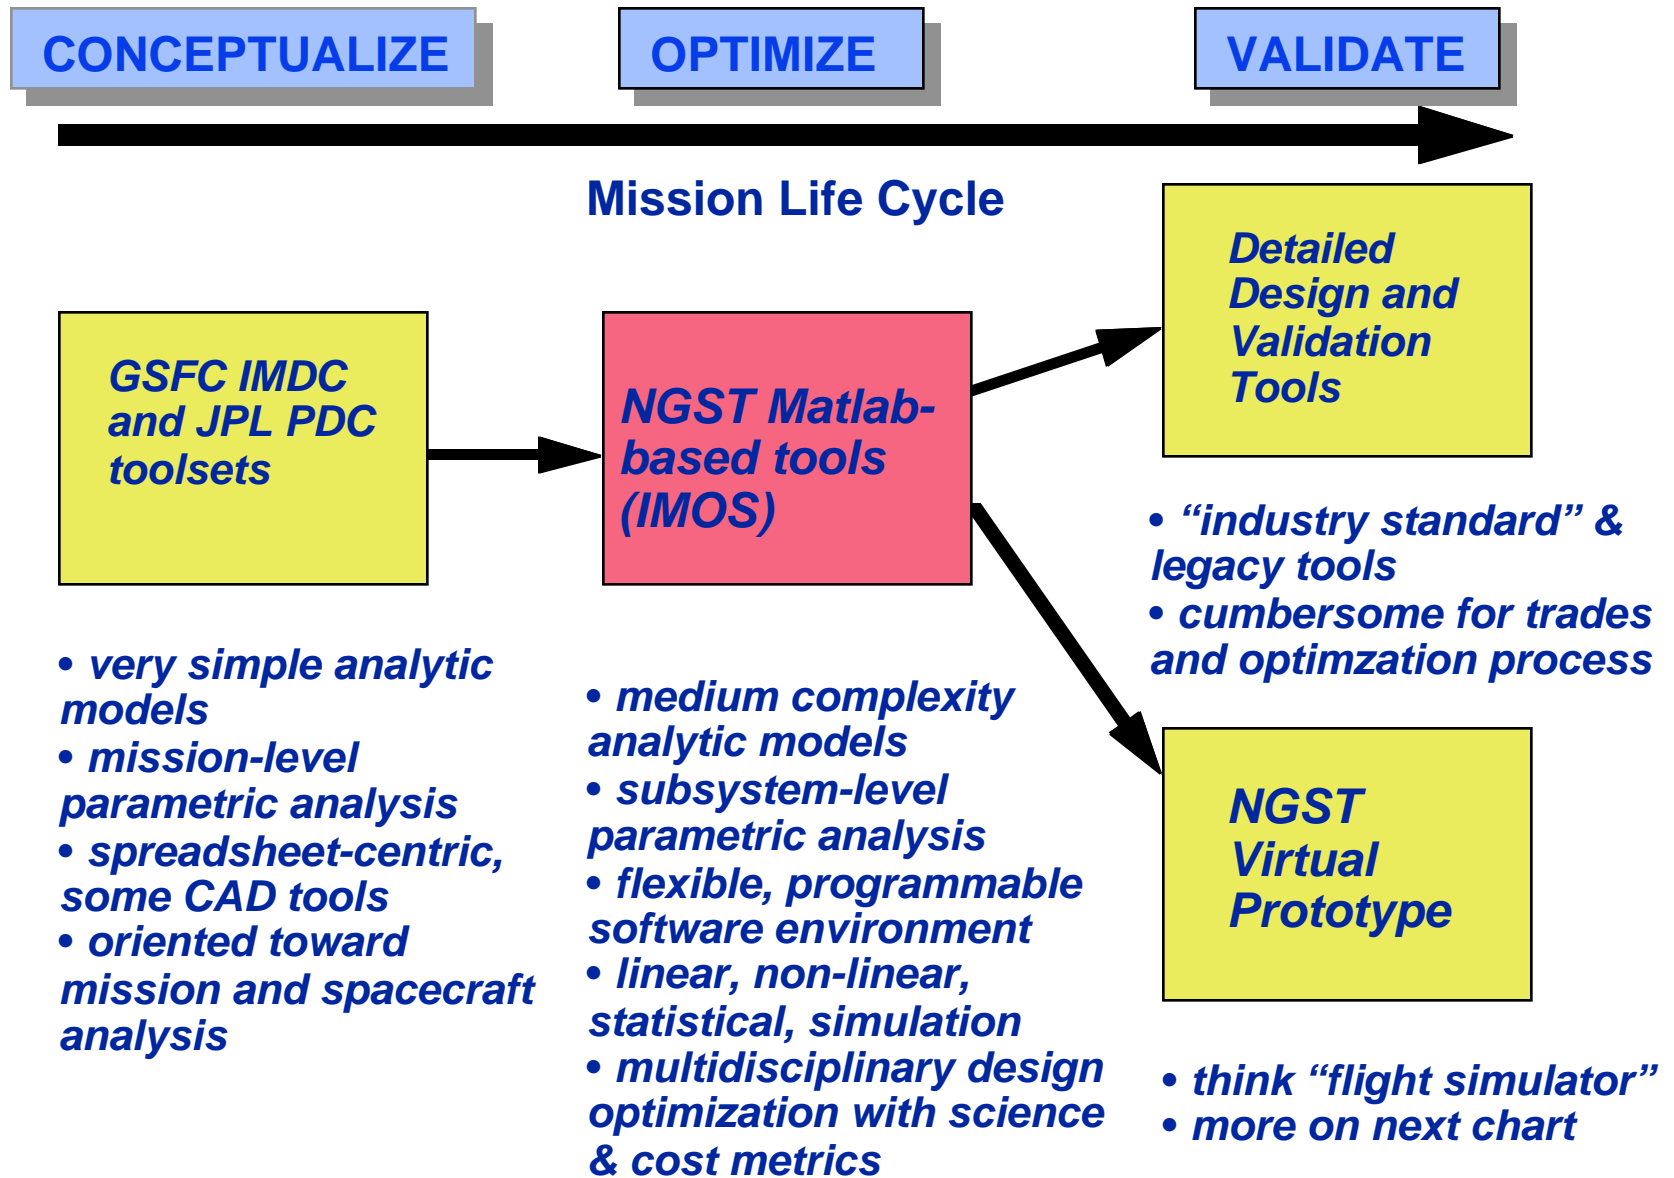 CONCEPTUALIZE
OPTIMIZE
VALIDATE
Mission Life Cycle
GSFC IMDC
and JPL PDC
toolsets
• very simple analytic
models
• mission-level
parametric analysis
• spreadsheet-centric,
some CAD tools
• oriented toward
mission and spacecraft
analysis
NGST Matlab-
based tools
(IMOS)
• medium complexity
analytic models
• subsystem-level
parametric analysis
• flexible, programmable
software environment
• linear, non-linear,
statistical, simulation
• multidisciplinary design
optimization with science
& cost metrics
Detailed
Design and
Validation
Tools
• “industry standard” &
legacy tools
• cumbersome for trades
and optimzation process
NGST
Virtual
Prototype
• think “flight simulator”
• more on next chart